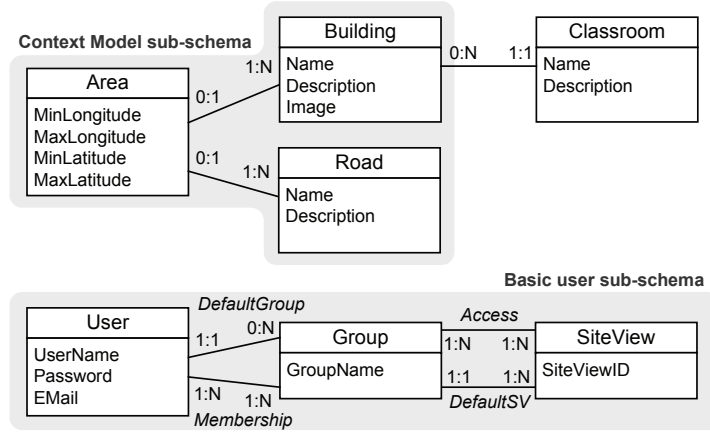 Context Model sub-schema
Building
Name
Description
Image
0:N
1:1
Classroom
Name
Description
Area
MinLongitude
MaxLongitude
MinLatitude
MaxLatitude
0:1
1:N
0:1
1:N
Road
Name
Description
Basic user sub-schema
User
UserName
Password
EMail
DefaultGroup
1:1
0:N
1:N
1:N
Membership
Group
GroupName
Access
1:N
1:N
1:1
1:N
DefaultSV
SiteView
SiteViewID